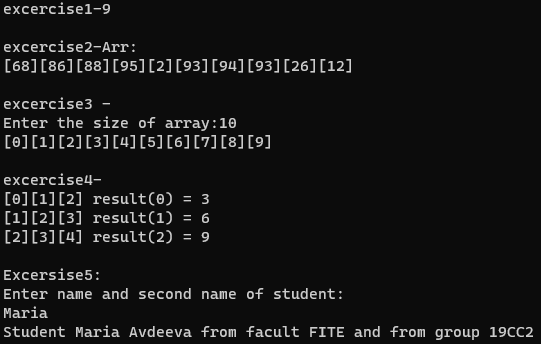 excercise1-9
excercise2-Arr:
[68][86][88][95][2][93][94][93][26][12]
excercise3 -
Enter the size of array:10
[0][1][2][3][4][5][6][7][8][9]
excercise4-
[0][1][2] result(0) = 3
[1][2][3] result(1) = 6
[2][3][4] result(2) = 9
Excersise5:
Enter name and second name of student:
Maria
Student Maria Avdeeva from facult FITE and from group 19CC2